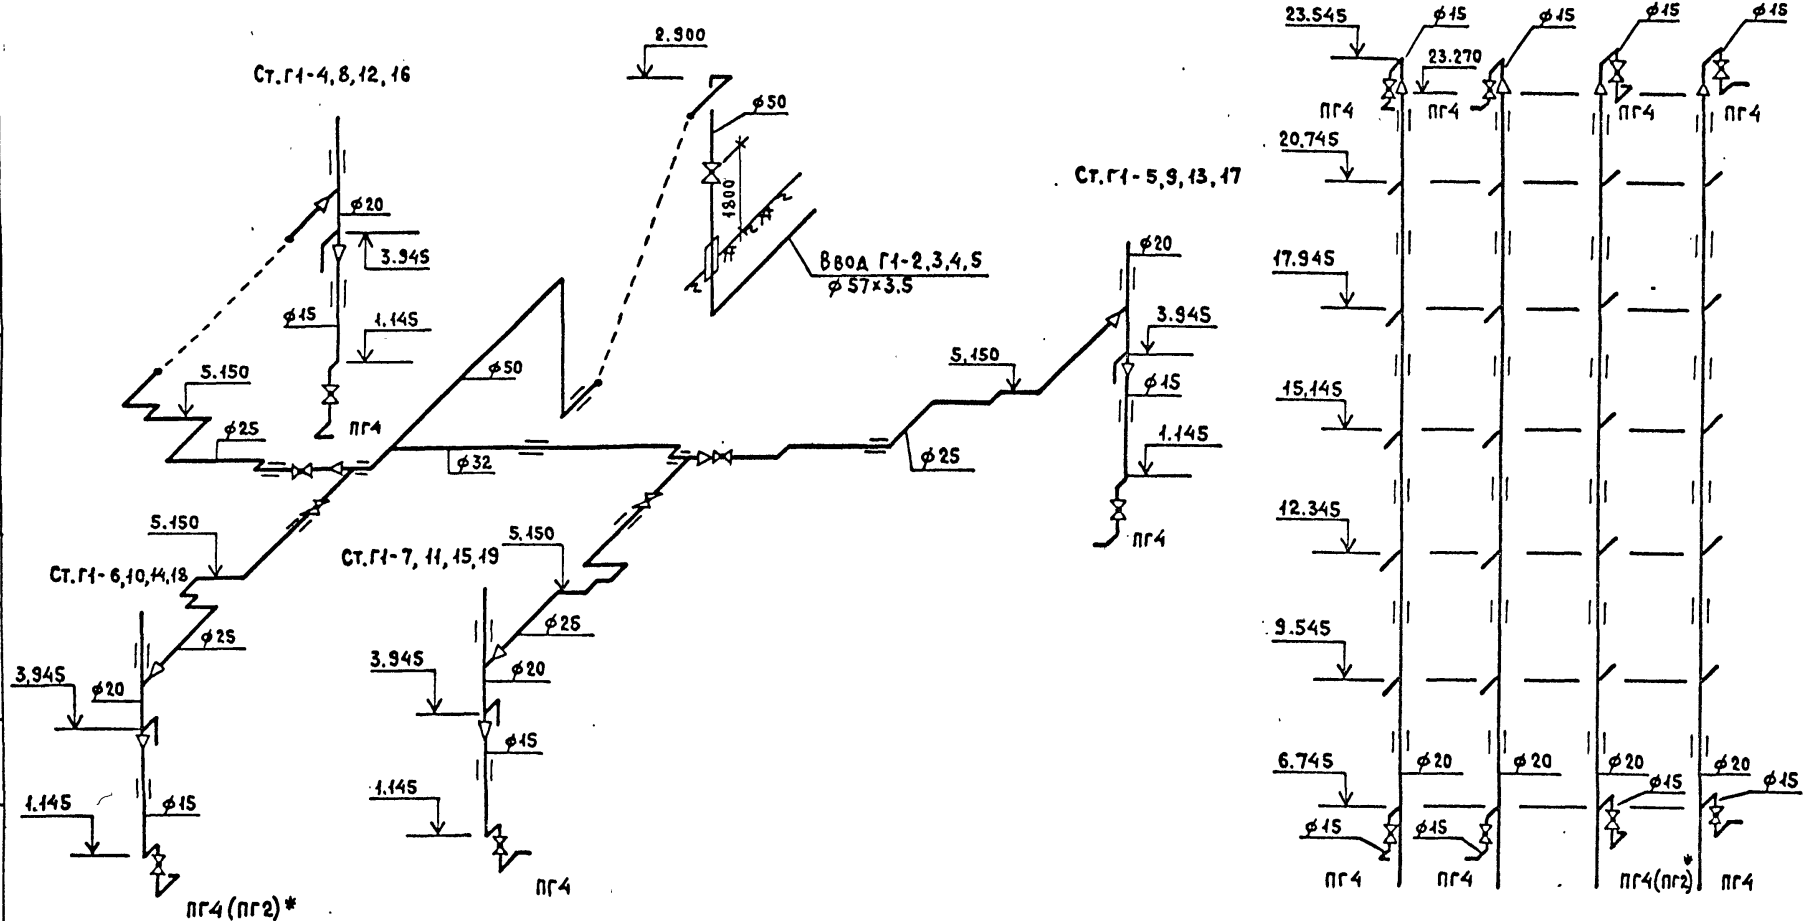 Ст.Г1-4,8,12,16
2.900
ф50
1800
Ввод Г1-2,3,4,5
ф57×3.5
Ст.Г1-5,9,13,17
ф20
3.945
ф15
1.145
пг4
ф20
3.945
ф15
1.145
пг4
5.150
ф25
ф50
ф32
5.150
ф25
5.150
Ст.Г1-6,10,14,18
ф25
3.945
ф20
1.145
ф15
пг4(пг2)*
Ст.Г1-7,11,15,19
5.150
ф25
3.945
ф20
ф15
1.145
пг4
23.545
ф15
ф15
ф15
ф15
23.270
пг4
пг4
пг4
пг4
20.745
17.945
15.145
12.345
9.545
6.745
ф20
ф20
ф20
ф20
ф15
ф15
ф15
ф15
пг4
пг4
пг4(пг2)*
пг4